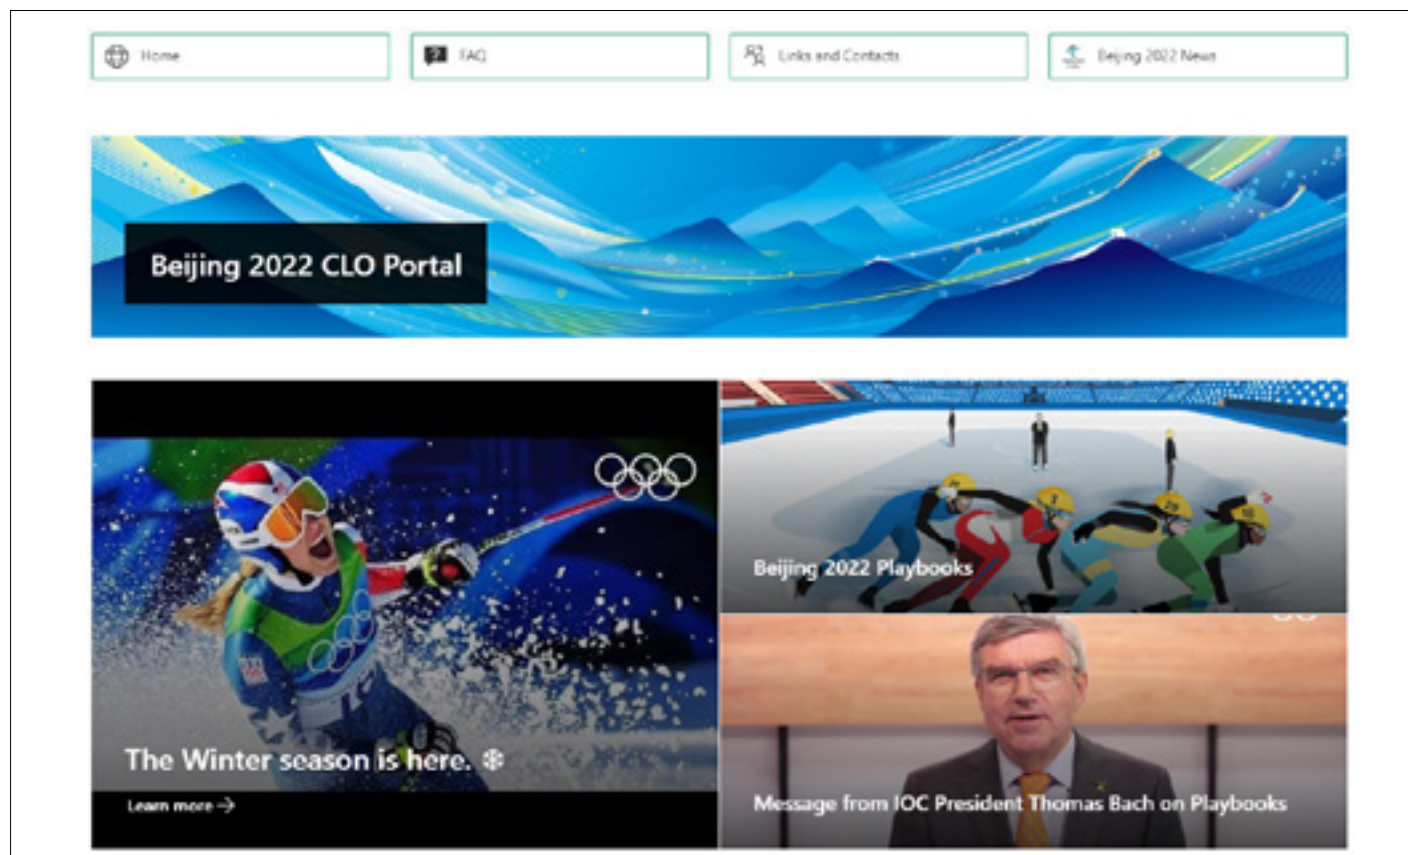 Home
FAQ
Links and Contacts
Beijing 2022 News
Beijing 2022 CLO Portal
The Winter season is here. ❄
Learn more →
Beijing 2022 Playbooks
Message from IOC President Thomas Bach on Playbooks